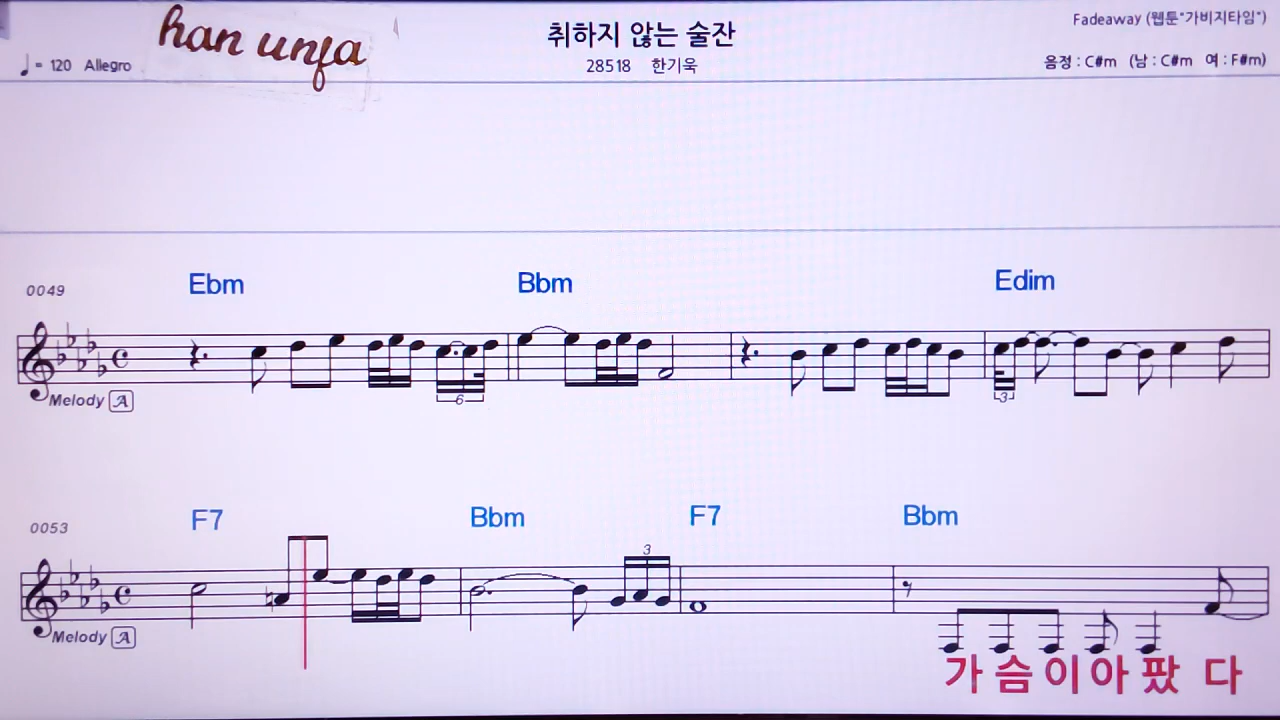 han unfa
취하지 않는 술잔
Fadeaway (웹툰"가비지타임")
♩= 120 Allegro
28518 한기욱
음정 : C#m (남 : C#m 여 : F#m)
0049
Ebm Bbm Edim
Melody A
6
3
0053
F7 Bbm F7 Bbm
3
Melody A
가슴이아팠 다